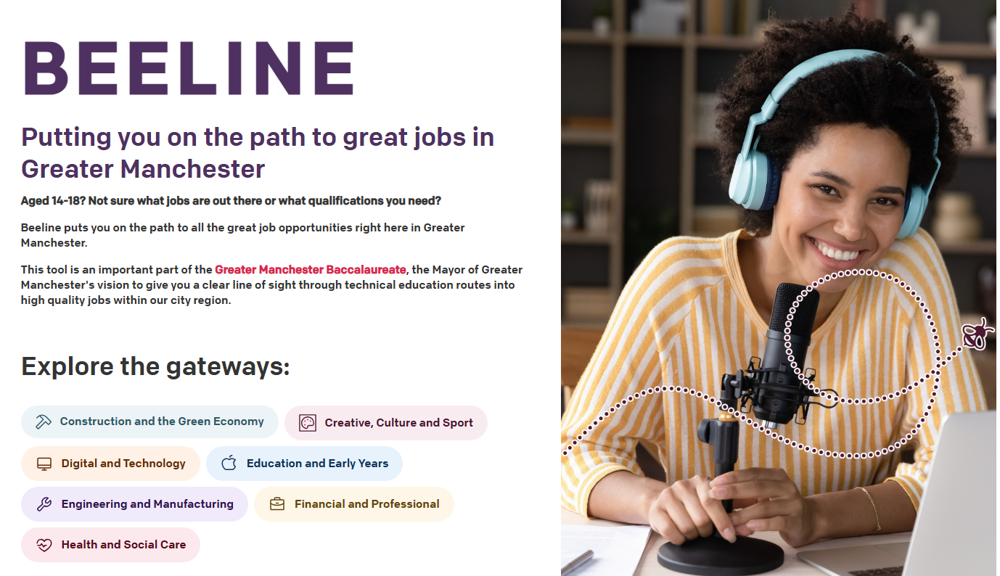 BEELINE
Putting you on the path to great jobs in
Greater Manchester
Aged 14-18? Not sure what jobs are out there or what qualifications you need?
Beeline puts you on the path to all the great job opportunities right here in Greater
Manchester.
This tool is an important part of the Greater Manchester Baccalaureate, the Mayor of Greater
Manchester's vision to give you a clear line of sight through technical education routes into
high quality jobs within our city region.
Explore the gateways:
Construction and the Green Economy
Creative, Culture and Sport
Digital and Technology
Education and Early Years
Engineering and Manufacturing
Financial and Professional
Health and Social Care